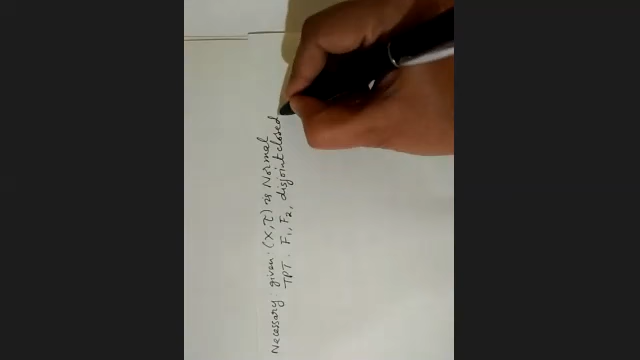 Necessary: given: (X, τ) is Normal
TPT. F₁, F₂, disjoint closed